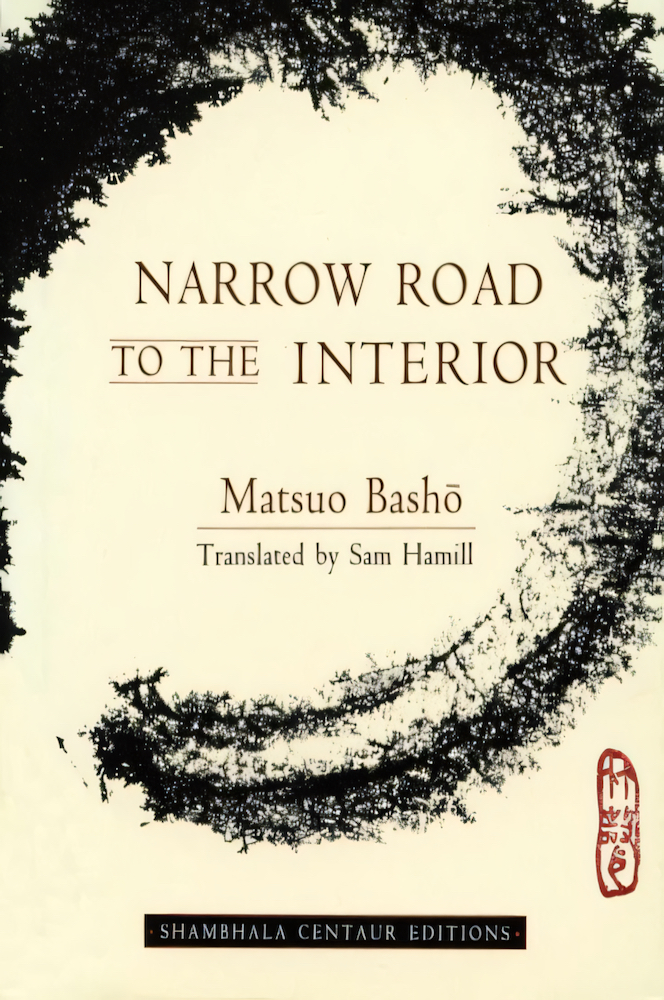 NARROW ROAD
TO THE INTERIOR
Matsuo Bashō
Translated by Sam Hamill
·SHAMBHALA CENTAUR EDITIONS·